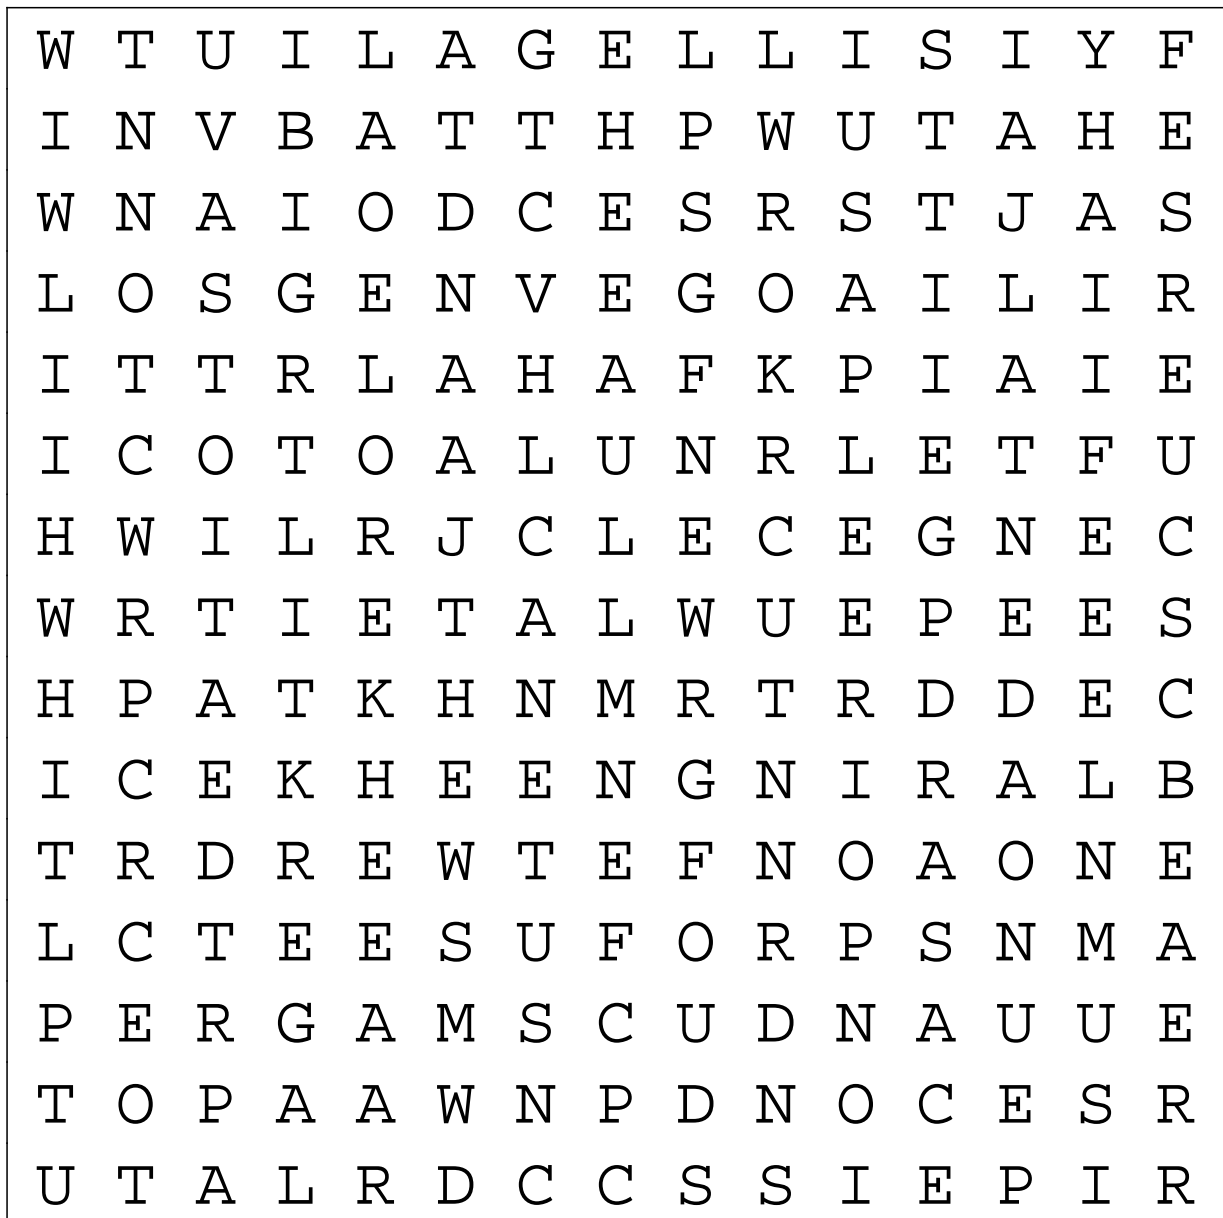 W T U I L A G E L L I S I Y F
I N V B A T T H P W U T A H E
W N A I O D C E S R S T J A S
L O S G E N V E G O A I L I R
I T T R L A H A F K P I A I E
I C O T O A L U N R L E T F U
H W I L R J C L E C E G N E C
W R T I E T A L W U E P E E S
H P A T K H N M R T R D D E C
I C E K H E E N G N I R A L B
T R D R E W T E F N O A O N E
L C T E E S U F O R P S N M A
P E R G A M S C U D N A U U E
T O P A A W N P D N O C E S R
U T A L R D C C S S I E P I R